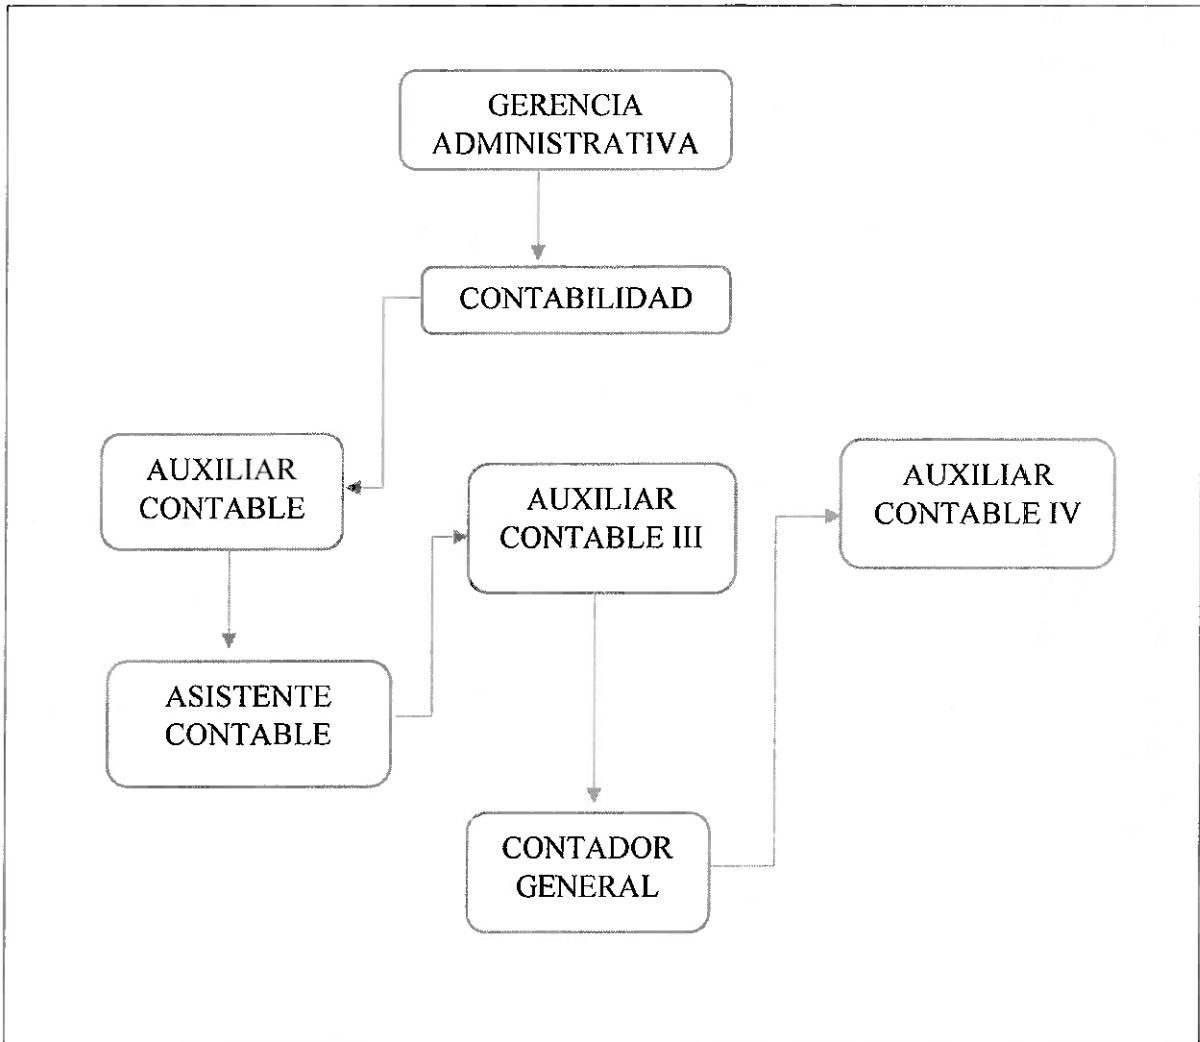 GERENCIA
ADMINISTRATIVA
CONTABILIDAD
AUXILIAR
CONTABLE
ASISTENTE
CONTABLE
AUXILIAR
CONTABLE III
CONTADOR
GENERAL
AUXILIAR
CONTABLE IV